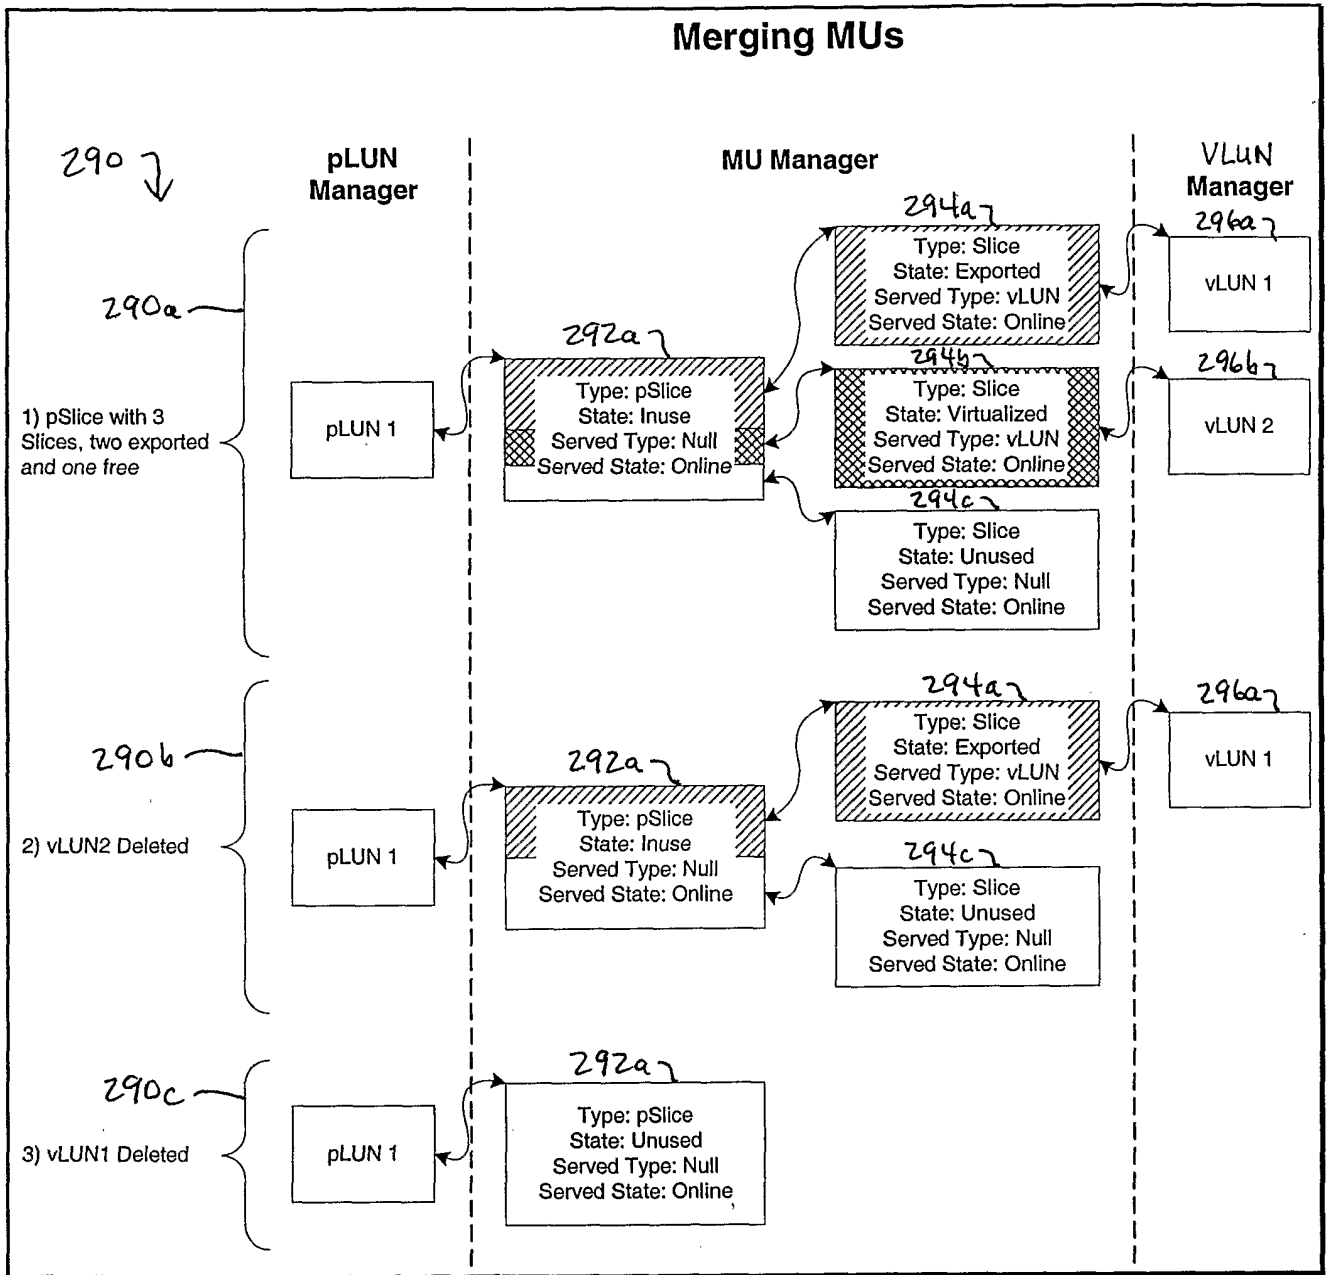 Merging MUs
290
pLUN
Manager
MU Manager
VLUN
Manager
290a
1) pSlice with 3
Slices, two exported
and one free
pLUN 1
292a
Type: pSlice
State: Inuse
Served Type: Null
Served State: Online
294a
Type: Slice
State: Exported
Served Type: vLUN
Served State: Online
296a
vLUN 1
294b
Type: Slice
State: Virtualized
Served Type: vLUN
Served State: Online
296b
vLUN 2
294c
Type: Slice
State: Unused
Served Type: Null
Served State: Online
290b
2) vLUN2 Deleted
pLUN 1
292a
Type: pSlice
State: Inuse
Served Type: Null
Served State: Online
294a
Type: Slice
State: Exported
Served Type: vLUN
Served State: Online
296a
vLUN 1
294c
Type: Slice
State: Unused
Served Type: Null
Served State: Online
290c
3) vLUN1 Deleted
pLUN 1
292a
Type: pSlice
State: Unused
Served Type: Null
Served State: Online